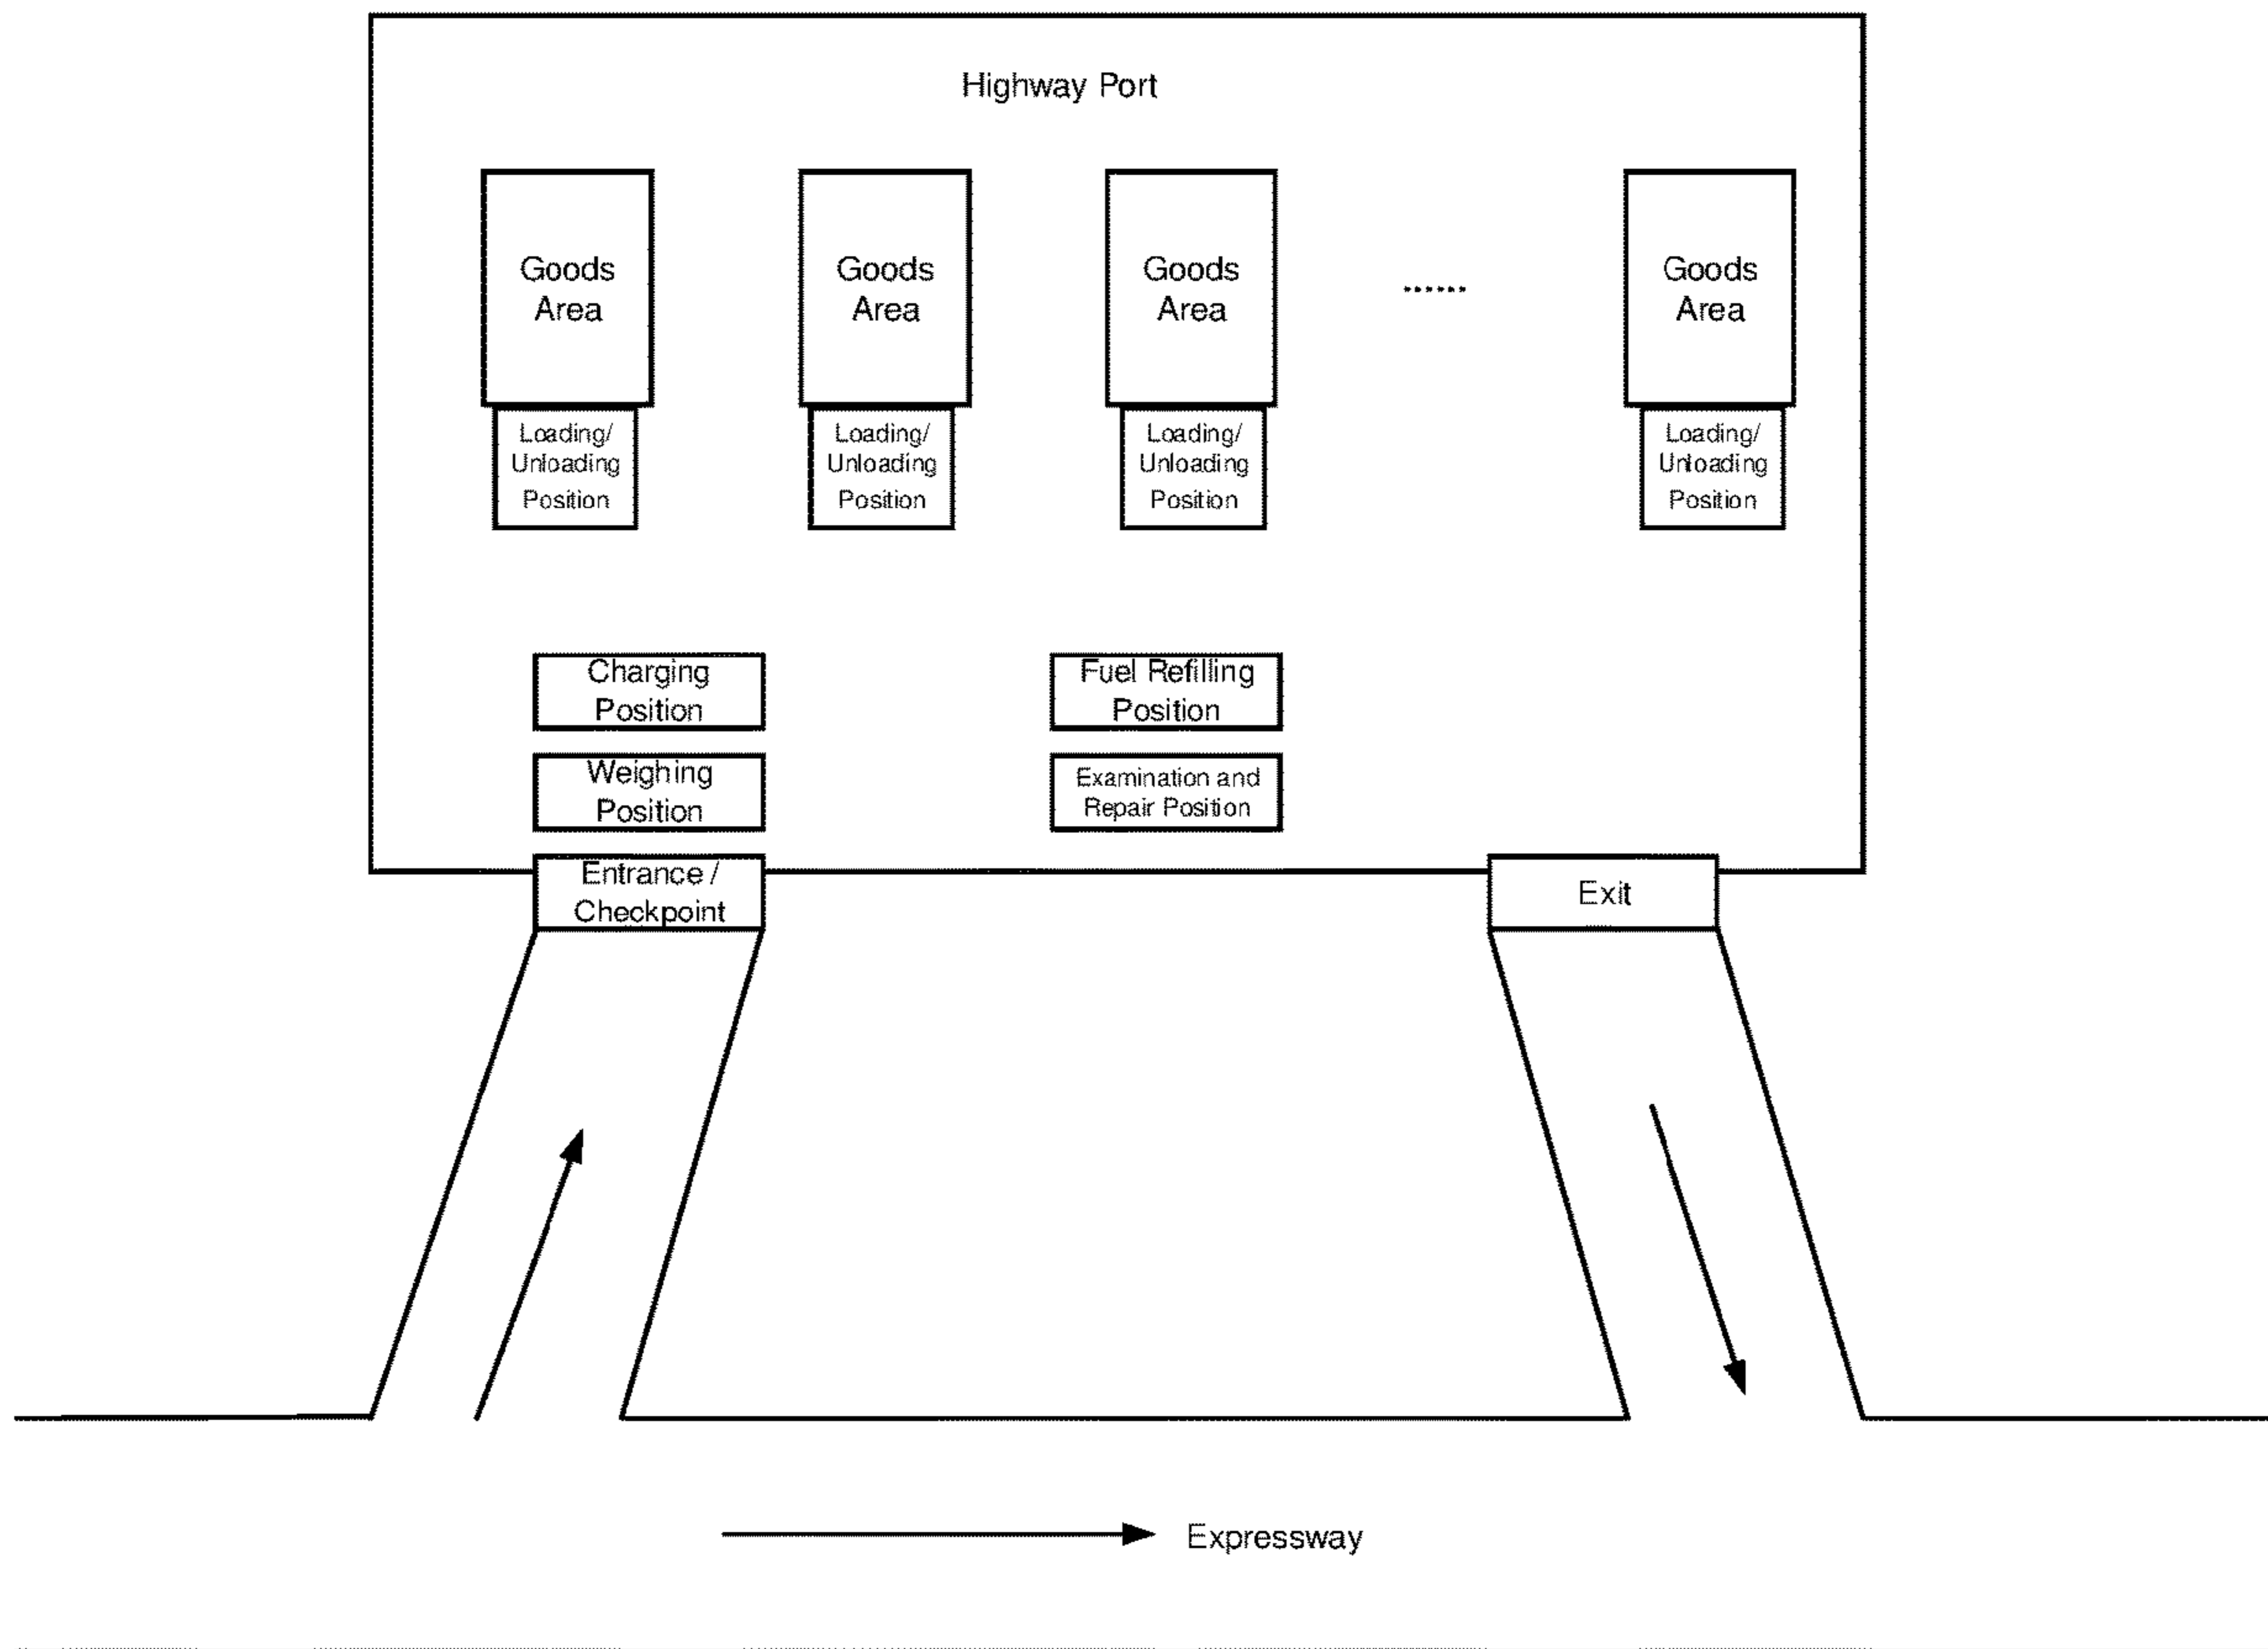 Highway Port
Goods
Area
Goods
Area
Goods
Area
......
Goods
Area
Loading/
Unloading
Position
Loading/
Unloading
Position
Loading/
Unloading
Position
Loading/
Unloading
Position
Charging
Position
Fuel Refilling
Position
Weighing
Position
Examination and
Repair Position
Entrance /
Checkpoint
Exit
Expressway